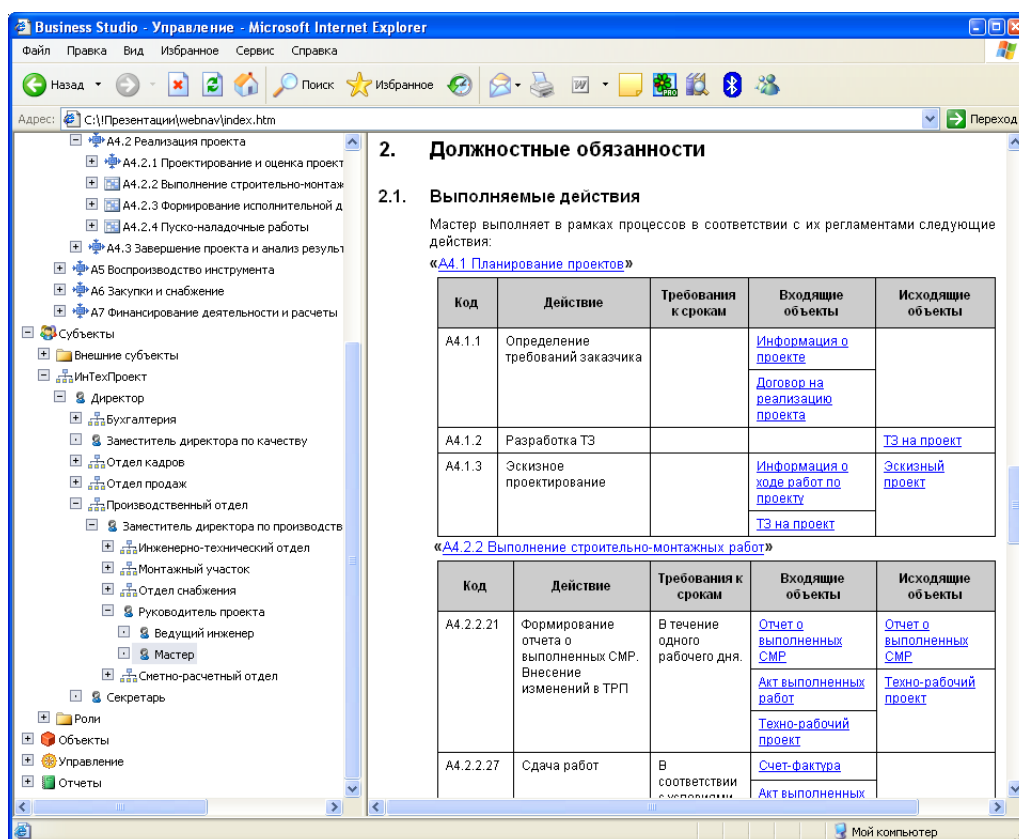 Business Studio - Управление - Microsoft Internet Explorer
Файл Правка Вид Избранное Сервис Справка
Назад Поиск Избранное
Адрес: C:\!Презентации\webnav\index.htm Переход
A4.2 Реализация проекта
A4.2.1 Проектирование и оценка проект
A4.2.2 Выполнение строительно-монтаж
A4.2.3 Формирование исполнительной д
A4.2.4 Пуско-наладочные работы
A4.3 Завершение проекта и анализ результ
A5 Воспроизводство инструмента
A6 Закупки и снабжение
A7 Финансирование деятельности и расчеты
Субъекты
Внешние субъекты
ИнТехПроект
Директор
Бухгалтерия
Заместитель директора по качеству
Отдел кадров
Отдел продаж
Производственный отдел
Заместитель директора по производств
Инженерно-технический отдел
Монтажный участок
Отдел снабжения
Руководитель проекта
Ведущий инженер
Мастер
Сметно-расчетный отдел
Секретарь
Роли
Объекты
Управление
Отчеты
2. Должностные обязанности
2.1. Выполняемые действия
Мастер выполняет в рамках процессов в соответствии с их регламентами следующие
действия:
«A4.1 Планирование проектов»
Код Действие Требования Входящие Исходящие
к срокам объекты объекты
A4.1.1 Определение Информация о
требований заказчика проекте
Договор на
реализацию
проекта
A4.1.2 Разработка ТЗ ТЗ на проект
A4.1.3 Эскизное Информация о Эскизный
проектирование ходе работ по проект
проекту
ТЗ на проект
«A4.2.2 Выполнение строительно-монтажных работ»
Код Действие Требования к Входящие Исходящие
срокам объекты объекты
A4.2.2.21 Формирование В течение Отчет о Отчет о
отчета о одного выполненных выполненных
выполненных СМР. рабочего дня. СМР СМР
Внесение
изменений в ТРП
Акт выполненных Техно-рабочий
работ проект
Техно-рабочий
проект
A4.2.2.27 Сдача работ В Счет-фактура
соответствии
с условиями Акт выполненных
Мой компьютер